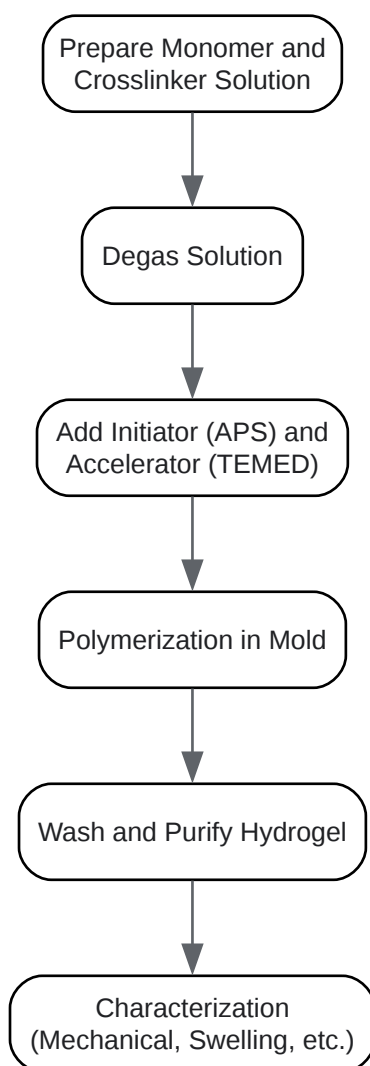 Prepare Monomer and
Crosslinker Solution
Degas Solution
Add Initiator (APS) and
Accelerator (TEMED)
Polymerization in Mold
Wash and Purify Hydrogel
Characterization
(Mechanical, Swelling, etc.)